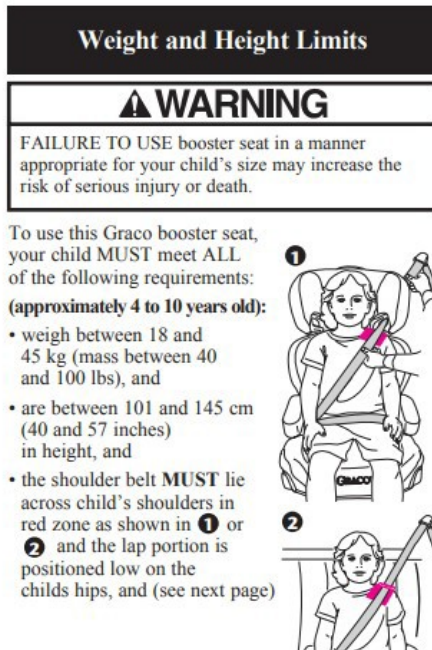 Weight and Height Limits
⚠ WARNING
FAILURE TO USE booster seat in a manner
appropriate for your child's size may increase the
risk of serious injury or death.
To use this Graco booster seat,
your child MUST meet ALL
of the following requirements:
(approximately 4 to 10 years old):
• weigh between 18 and
45 kg (mass between 40
and 100 lbs), and
• are between 101 and 145 cm
(40 and 57 inches)
in height, and
• the shoulder belt MUST lie
across child's shoulders in
red zone as shown in ❶ or
❷ and the lap portion is
positioned low on the
childs hips, and (see next page)
❶
GRACO
❷